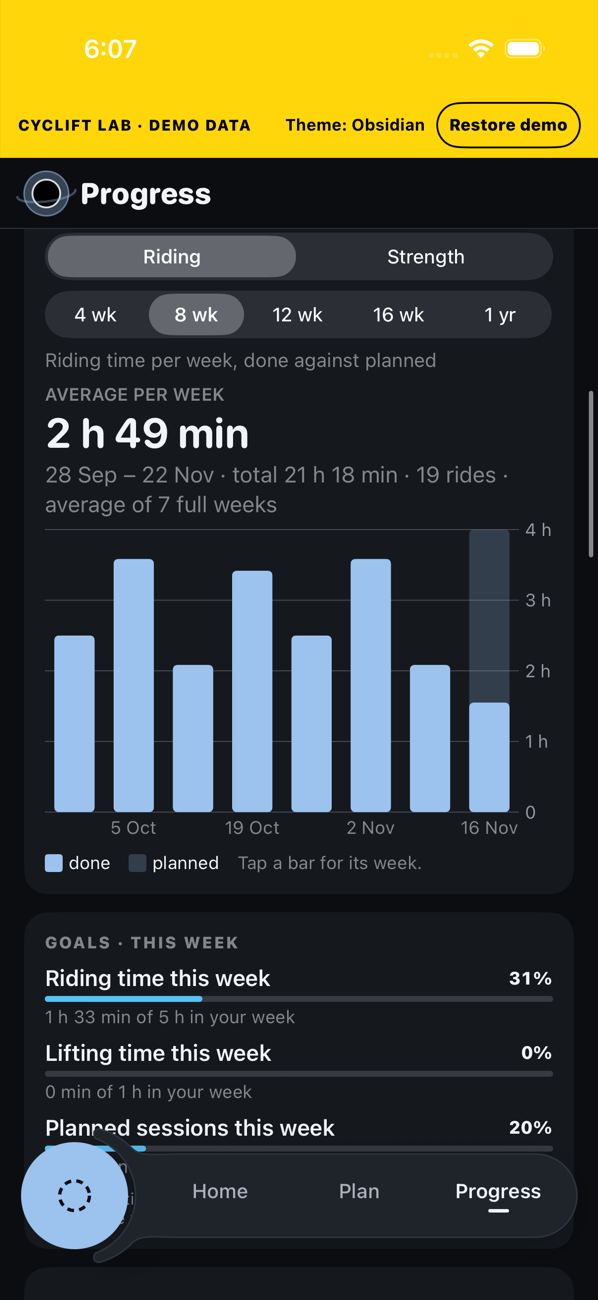 6:07
CYCLIFT LAB · DEMO DATA
Theme: Obsidian
Restore demo
Progress
Riding
Strength
4 wk
8 wk
12 wk
16 wk
1 yr
Riding time per week, done against planned
AVERAGE PER WEEK
2 h 49 min
28 Sep – 22 Nov · total 21 h 18 min · 19 rides ·
average of 7 full weeks
4 h
3 h
2 h
1 h
0
5 Oct
19 Oct
2 Nov
16 Nov
done
planned
Tap a bar for its week.
GOALS · THIS WEEK
Riding time this week
31%
1 h 33 min of 5 h in your week
Lifting time this week
0%
0 min of 1 h in your week
Planned sessions this week
20%
Home
Plan
Progress